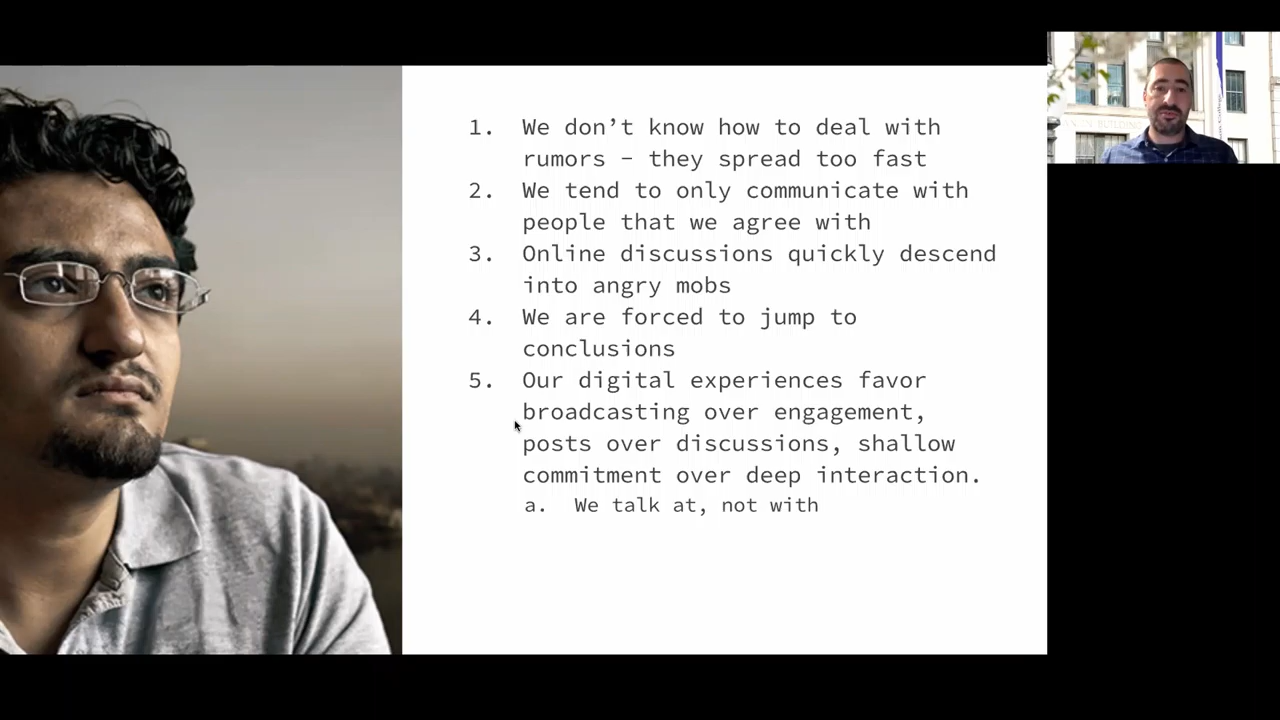 1. We don’t know how to deal with
rumors – they spread too fast
2. We tend to only communicate with
people that we agree with
3. Online discussions quickly descend
into angry mobs
4. We are forced to jump to
conclusions
5. Our digital experiences favor
broadcasting over engagement,
posts over discussions, shallow
commitment over deep interaction.
a. We talk at, not with